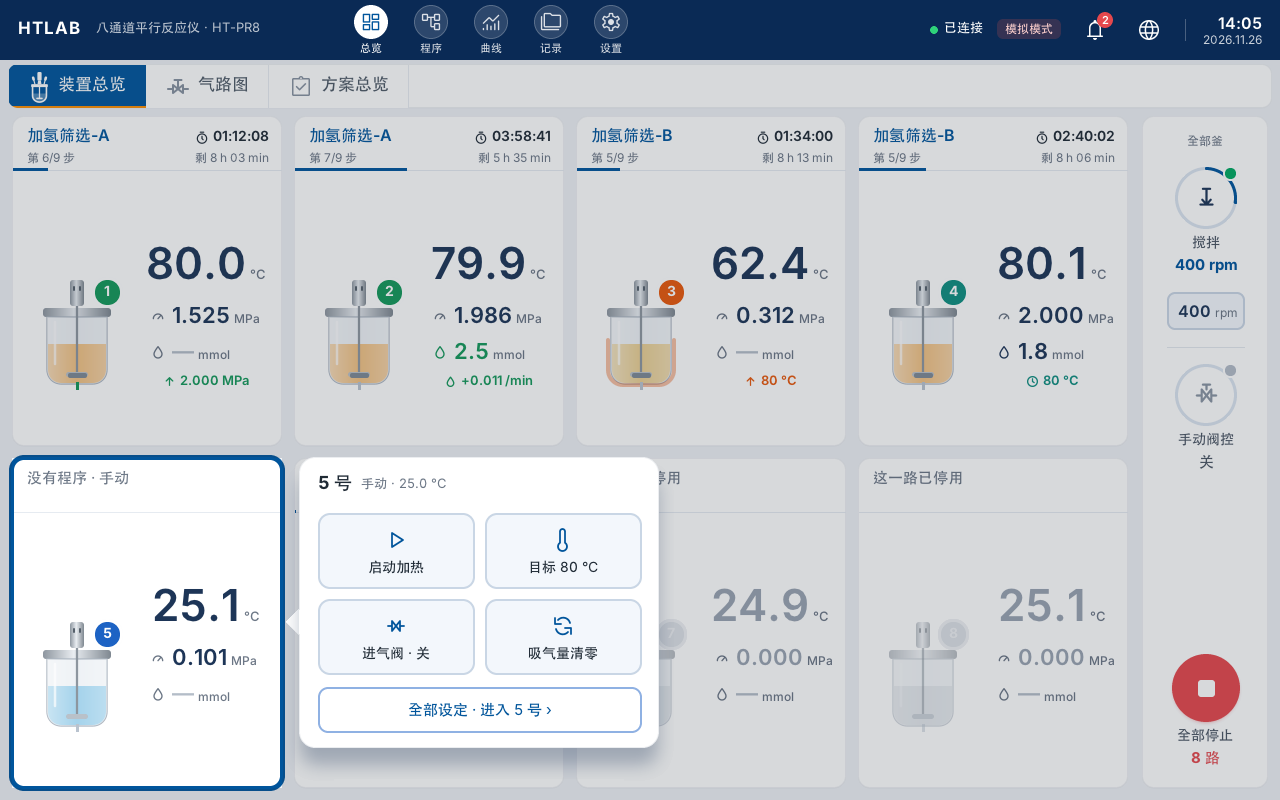 HTLAB 八通道平行反应仪 · HT-PR8
总览 程序 曲线 记录 设置
已连接 模拟模式 2 14:05
2026.11.26
装置总览 气路图 方案总览
加氢筛选-A 01:12:08
第 6/9 步 剩 8 h 03 min
80.0 °C
1
1.525 MPa
— mmol
↑ 2.000 MPa
加氢筛选-A 03:58:41
第 7/9 步 剩 5 h 35 min
79.9 °C
2
1.986 MPa
2.5 mmol
+0.011 /min
加氢筛选-B 01:34:00
第 5/9 步 剩 8 h 13 min
62.4 °C
3
0.312 MPa
— mmol
↑ 80 °C
加氢筛选-B 02:40:02
第 5/9 步 剩 8 h 06 min
80.1 °C
4
2.000 MPa
1.8 mmol
80 °C
全部釜
搅拌
400 rpm
400 rpm
手动阀控
关
全部停止
8 路
没有程序 · 手动
25.1 °C
5
0.101 MPa
— mmol
5 号 手动 · 25.0 °C
启动加热 目标 80 °C
进气阀 · 关 吸气量清零
全部设定 · 进入 5 号 ›
停用
24.9 °C
7
0.000 MPa
— mmol
这一路已停用
25.1 °C
8
0.000 MPa
— mmol